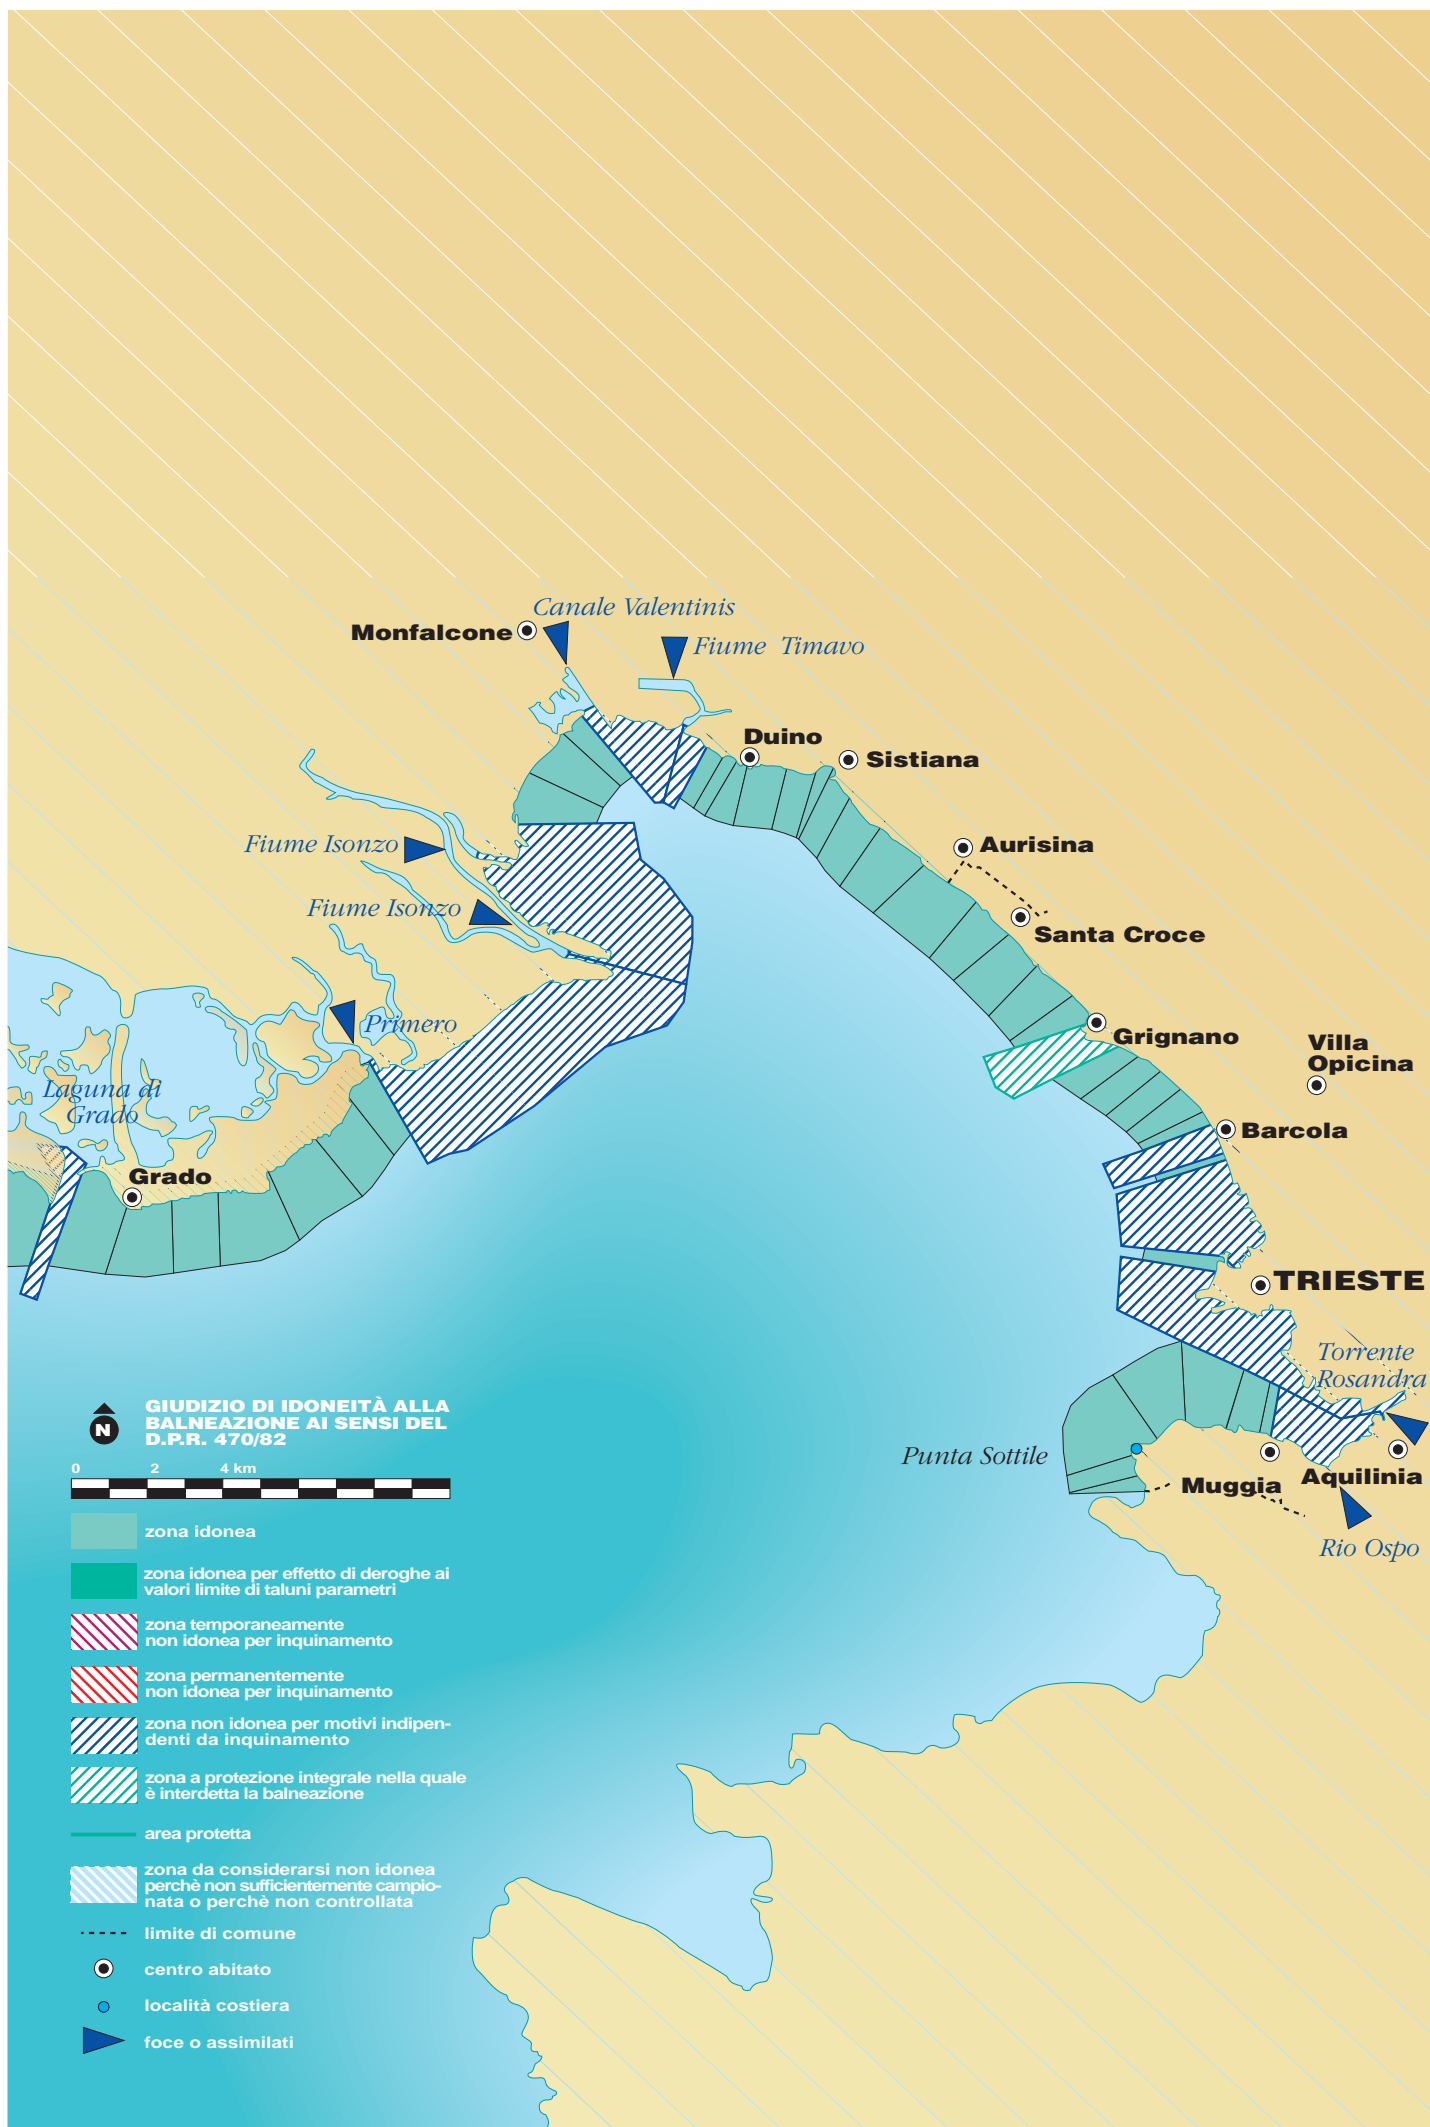 Canale Valentinis
Monfalcone
Fiume Timavo
Duino
Sistiana
Fiume Isonzo
Aurisina
Fiume Isonzo
Santa Croce
Primero
Grignano
Villa
Opicina
Laguna di
Grado
Barcola
Grado
TRIESTE
Torrente
Rosandra
Punta Sottile
Muggia
Aquilinia
Rio Ospo
N
GIUDIZIO DI IDONEITÀ ALLA
BALNEAZIONE AI SENSI DEL
D.P.R. 470/82
0 2 4 km
zona idonea
zona idonea per effetto di deroghe ai
valori limite di taluni parametri
zona temporaneamente
non idonea per inquinamento
zona permanentemente
non idonea per inquinamento
zona non idonea per motivi indipen-
denti da inquinamento
zona a protezione integrale nella quale
è interdetta la balneazione
area protetta
zona da considerarsi non idonea
perchè non sufficientemente campio-
nata o perchè non controllata
limite di comune
centro abitato
località costiera
foce o assimilati